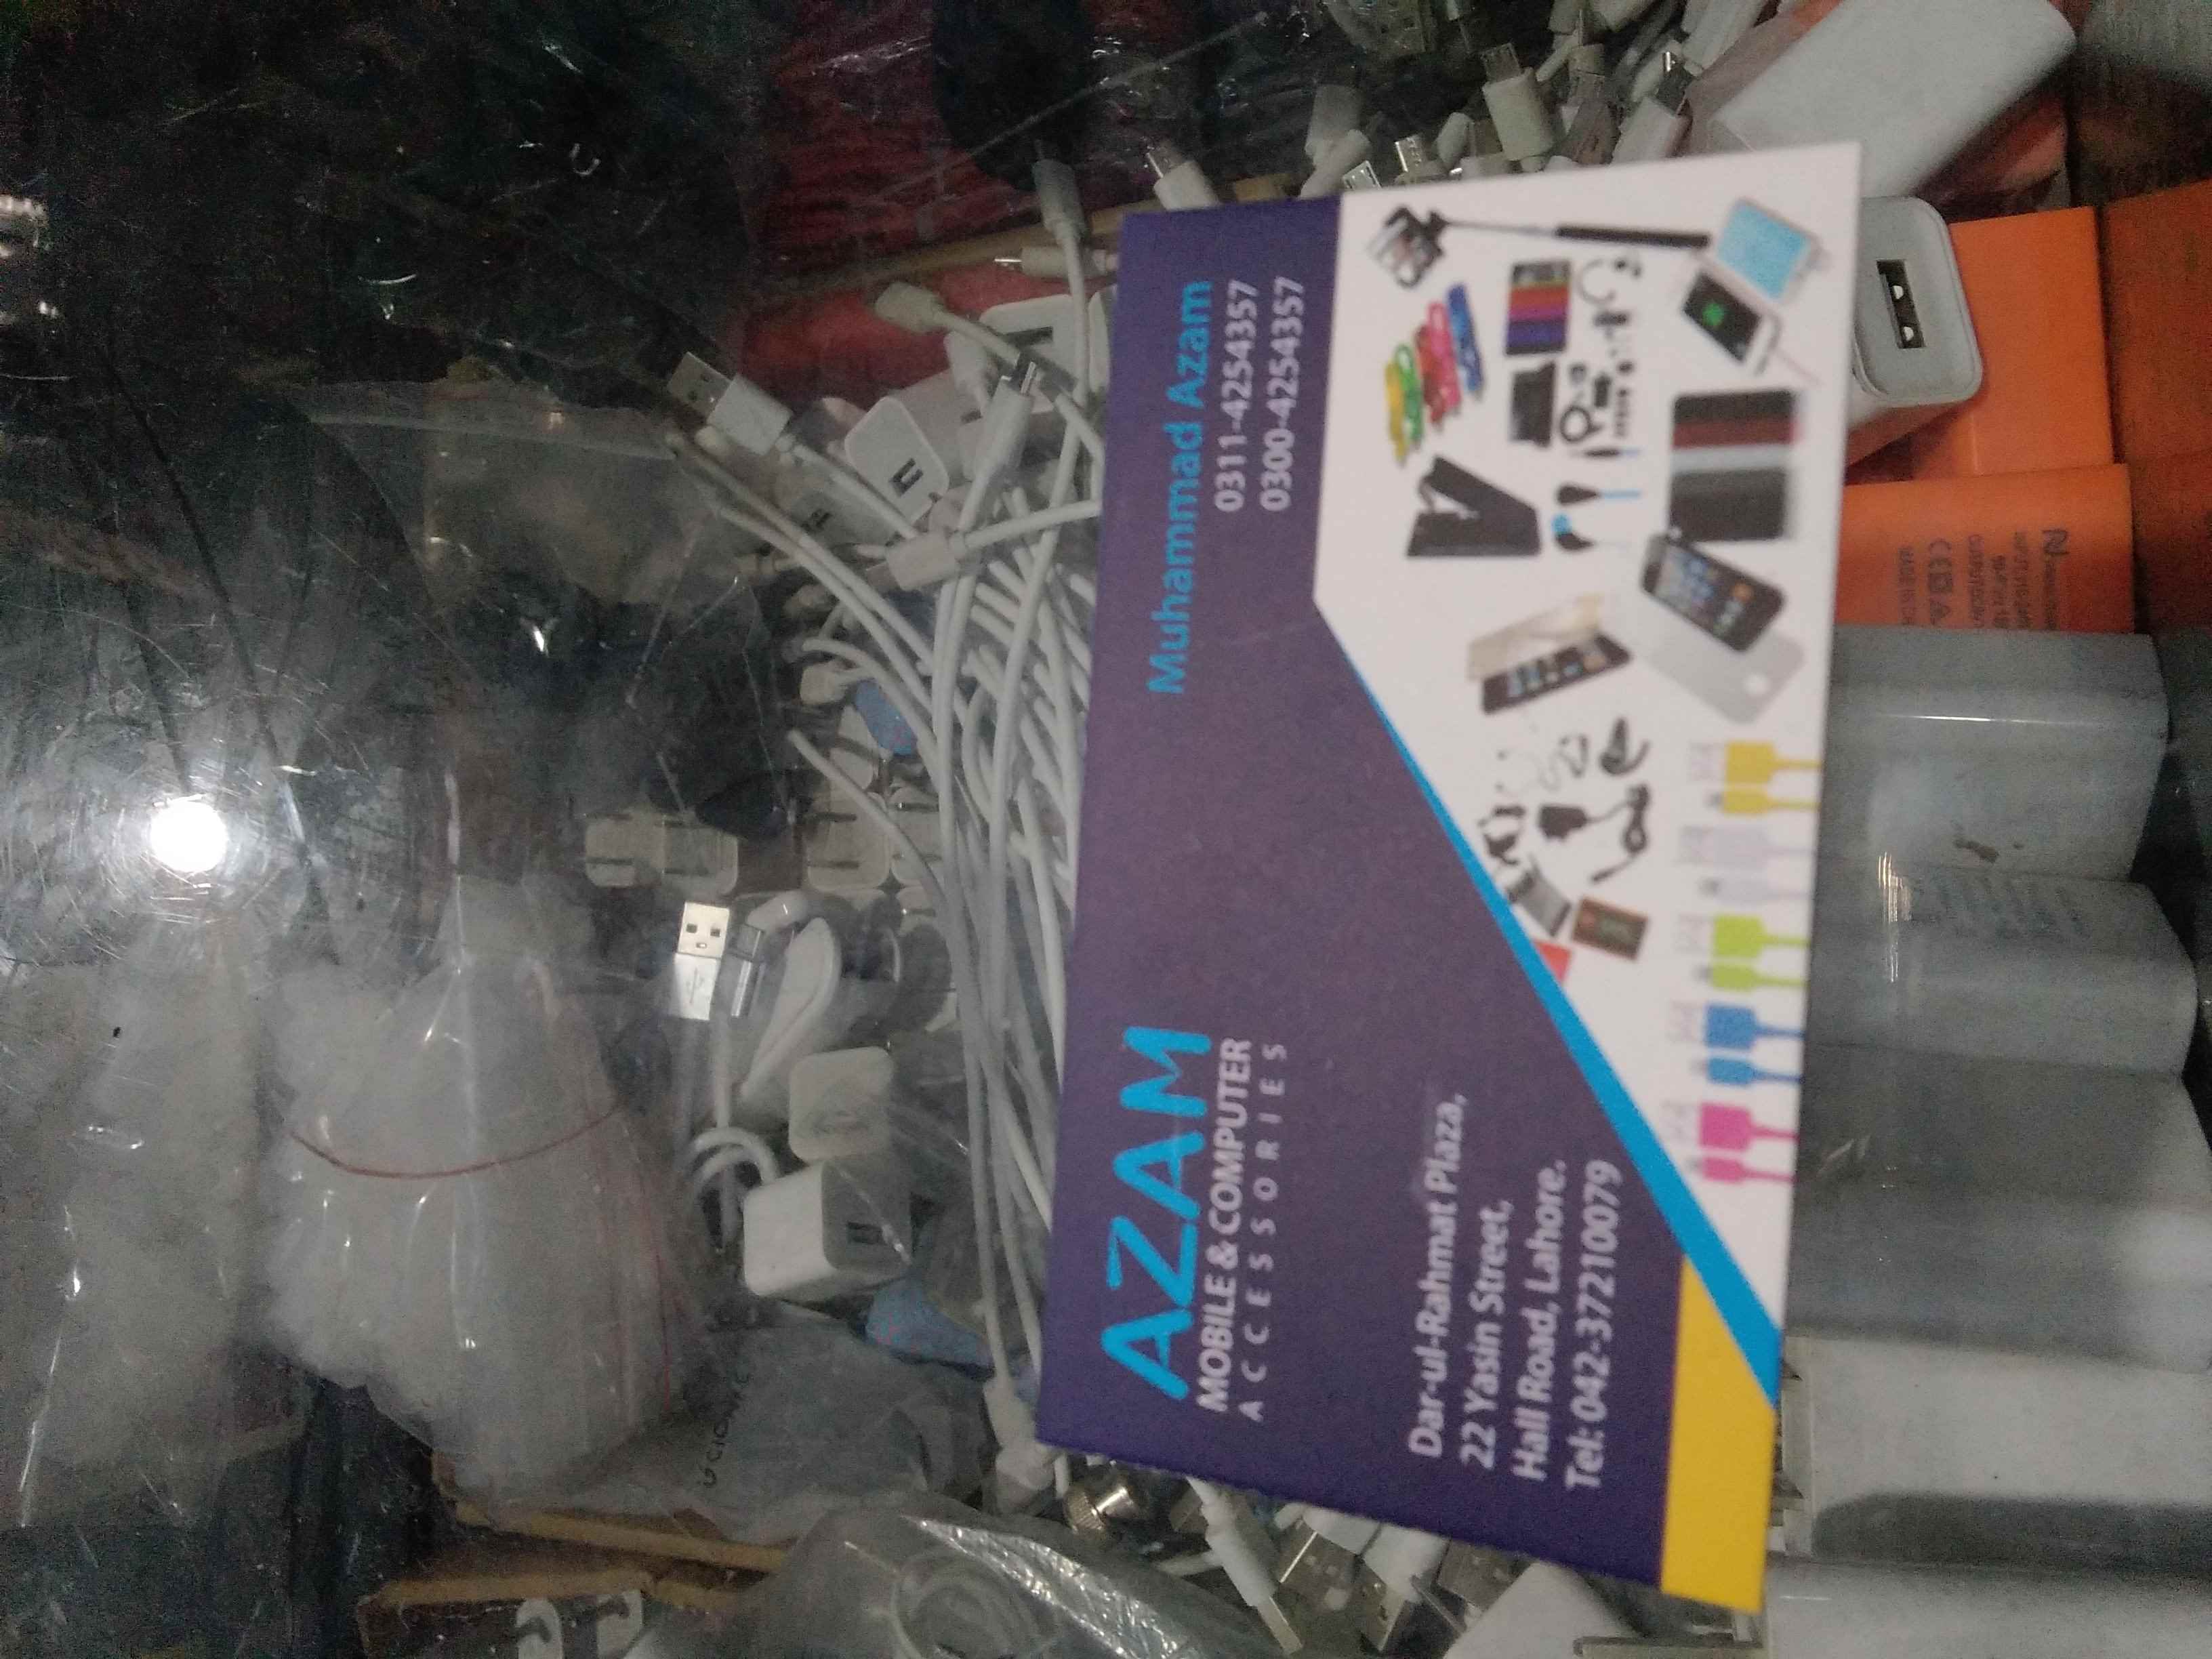 AZAM
MOBILE & COMPUTER
ACCESSORIES
Muhammad Azam
0311-4254357
0300-4254357
Dar-ul-Rahmat Plaza,
22 Yasin Street,
Hall Road, Lahore.
Tel: 042-37210079